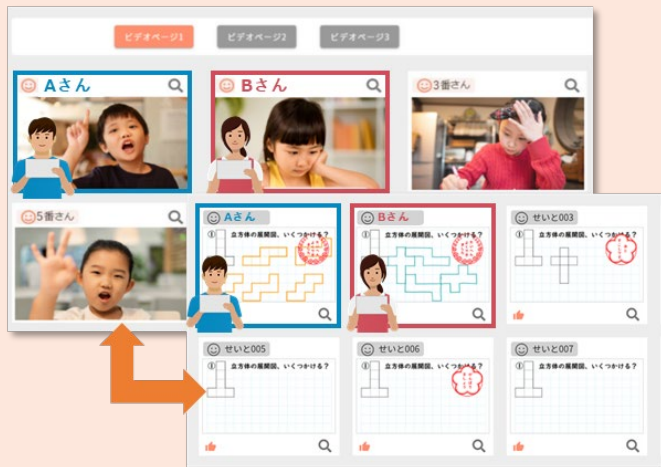 ビデオページ1 ビデオページ2 ビデオページ3
Aさん Bさん 3番さん
5番さん
Aさん Bさん せいと003
① 立方体の展開図、いくつかける? ① 立方体の展開図、いくつかける? ① 立方体の展開図、いくつかける?
せいと005 せいと006 せいと007
① 立方体の展開図、いくつかける? ① 立方体の展開図、いくつかける? ① 立方体の展開図、いくつかける?